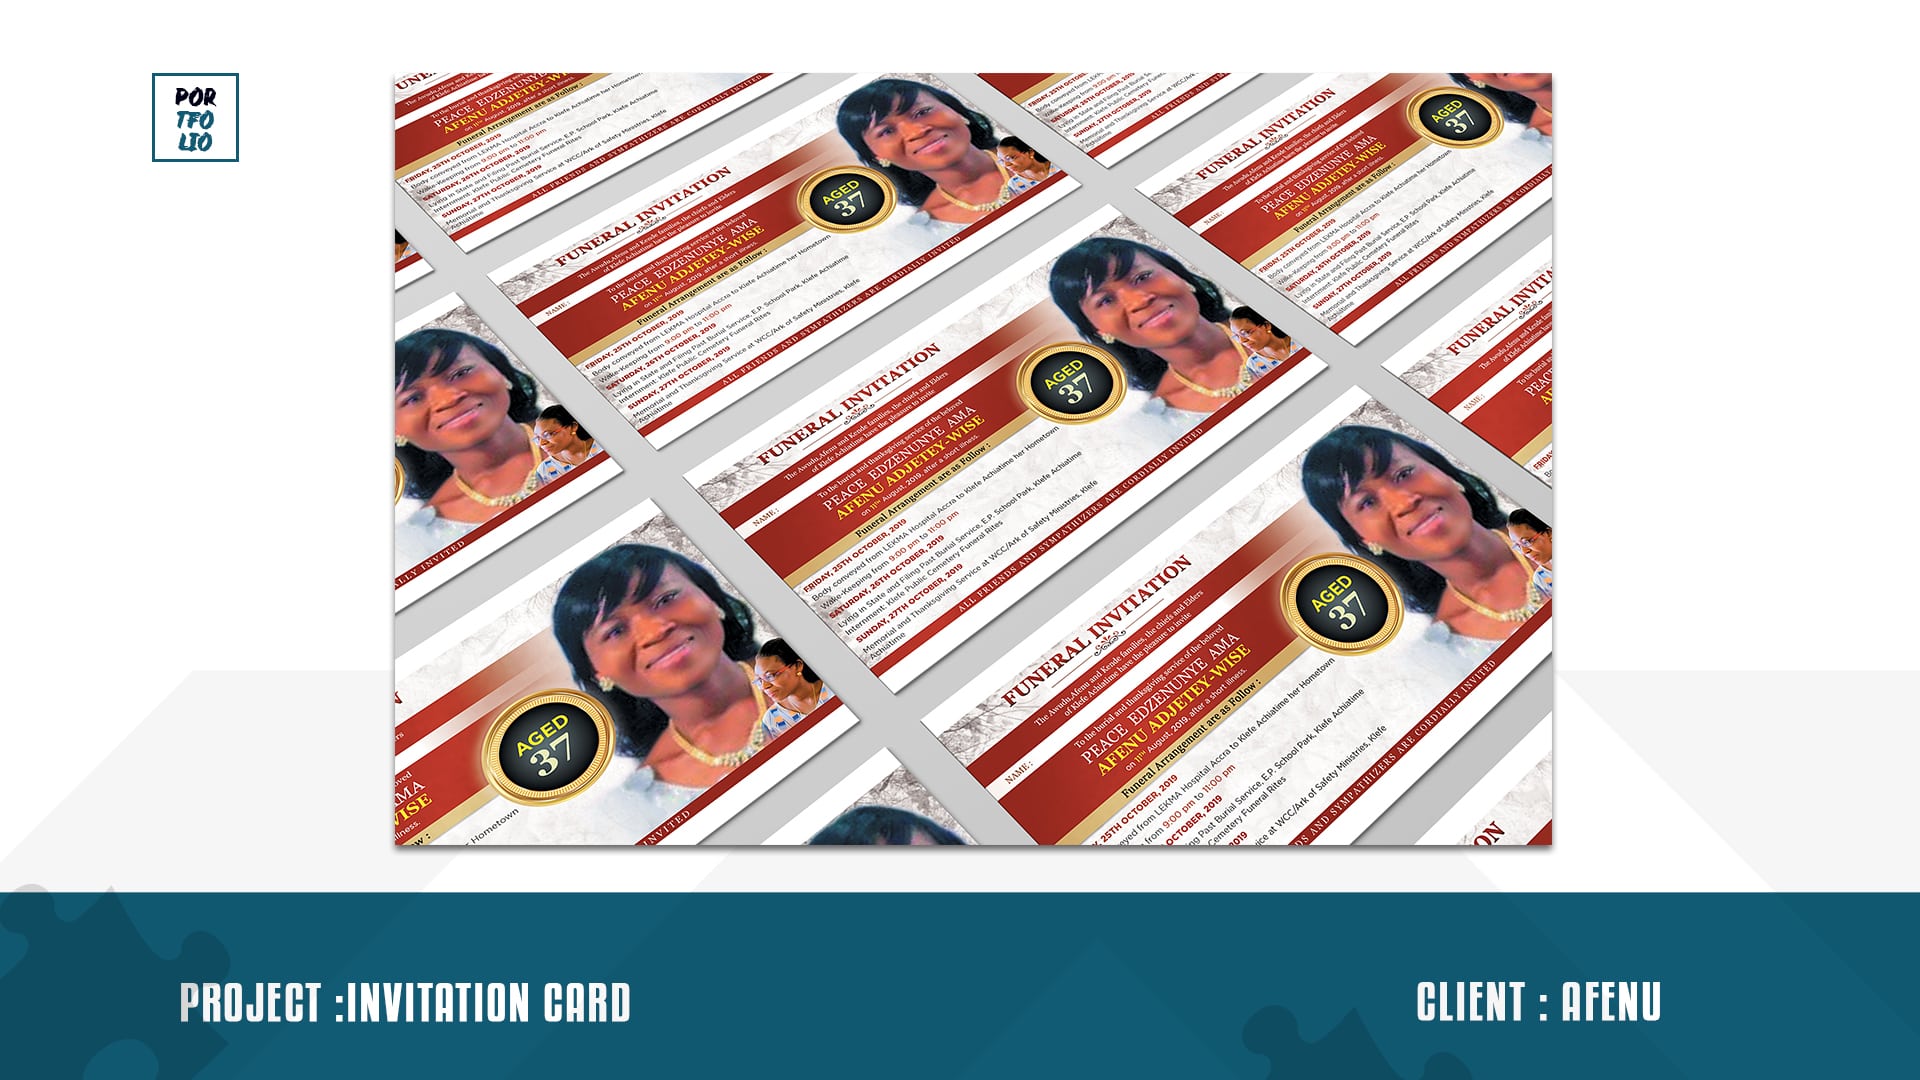 POR
TFO
LIO
FUNERAL INVITATION
The Awudu,Afenu and Kende families, the chiefs and Elders
of Klefe Achiatime have the pleasure to invite
NAME :
To the burial and thanksgiving service of the beloved
PEACE EDZENUNYE AMA
AFENU ADJETEY-WISE
on 11TH August, 2019, after a short illness.
Funeral Arrangement are as Follow :
AGED
37
FRIDAY, 25TH OCTOBER, 2019
Body conveyed from LEKMA Hospital Accra to Klefe Achiatime her Hometown
Wake-Keeping from 9:00 pm to 11:00 pm
SATURDAY, 26TH OCTOBER, 2019
Lying in State and Filing Past Burial Service, E.P. School Park, Klefe Achiatime
Internment: Klefe Public Cemetery Funeral Rites
SUNDAY, 27TH OCTOBER, 2019
Memorial and Thanksgiving Service at WCC/Ark of Safety Ministries, Klefe
Achiatime
ALL FRIENDS AND SYMPATHIZERS ARE CORDIALLY INVITED
PROJECT :INVITATION CARD
CLIENT : AFENU